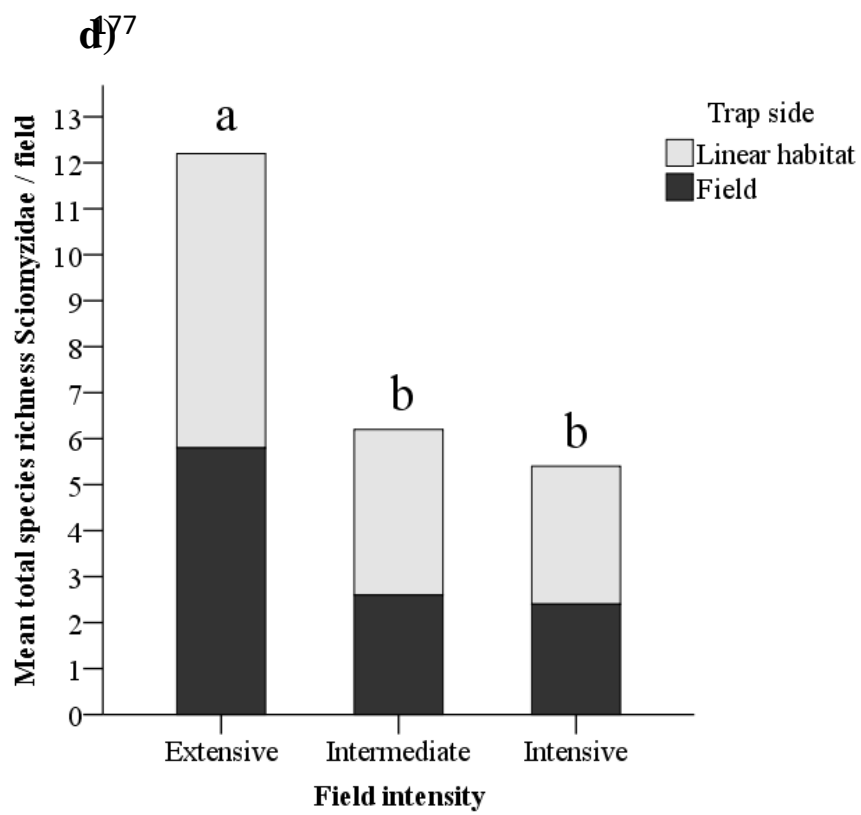 d)
177
13
12
11
10
9
8
7
6
5
4
3
2
1
0
Mean total species richness Sciomyzidae / field
a
b
b
Trap side
Linear habitat
Field
Extensive Intermediate Intensive
Field intensity